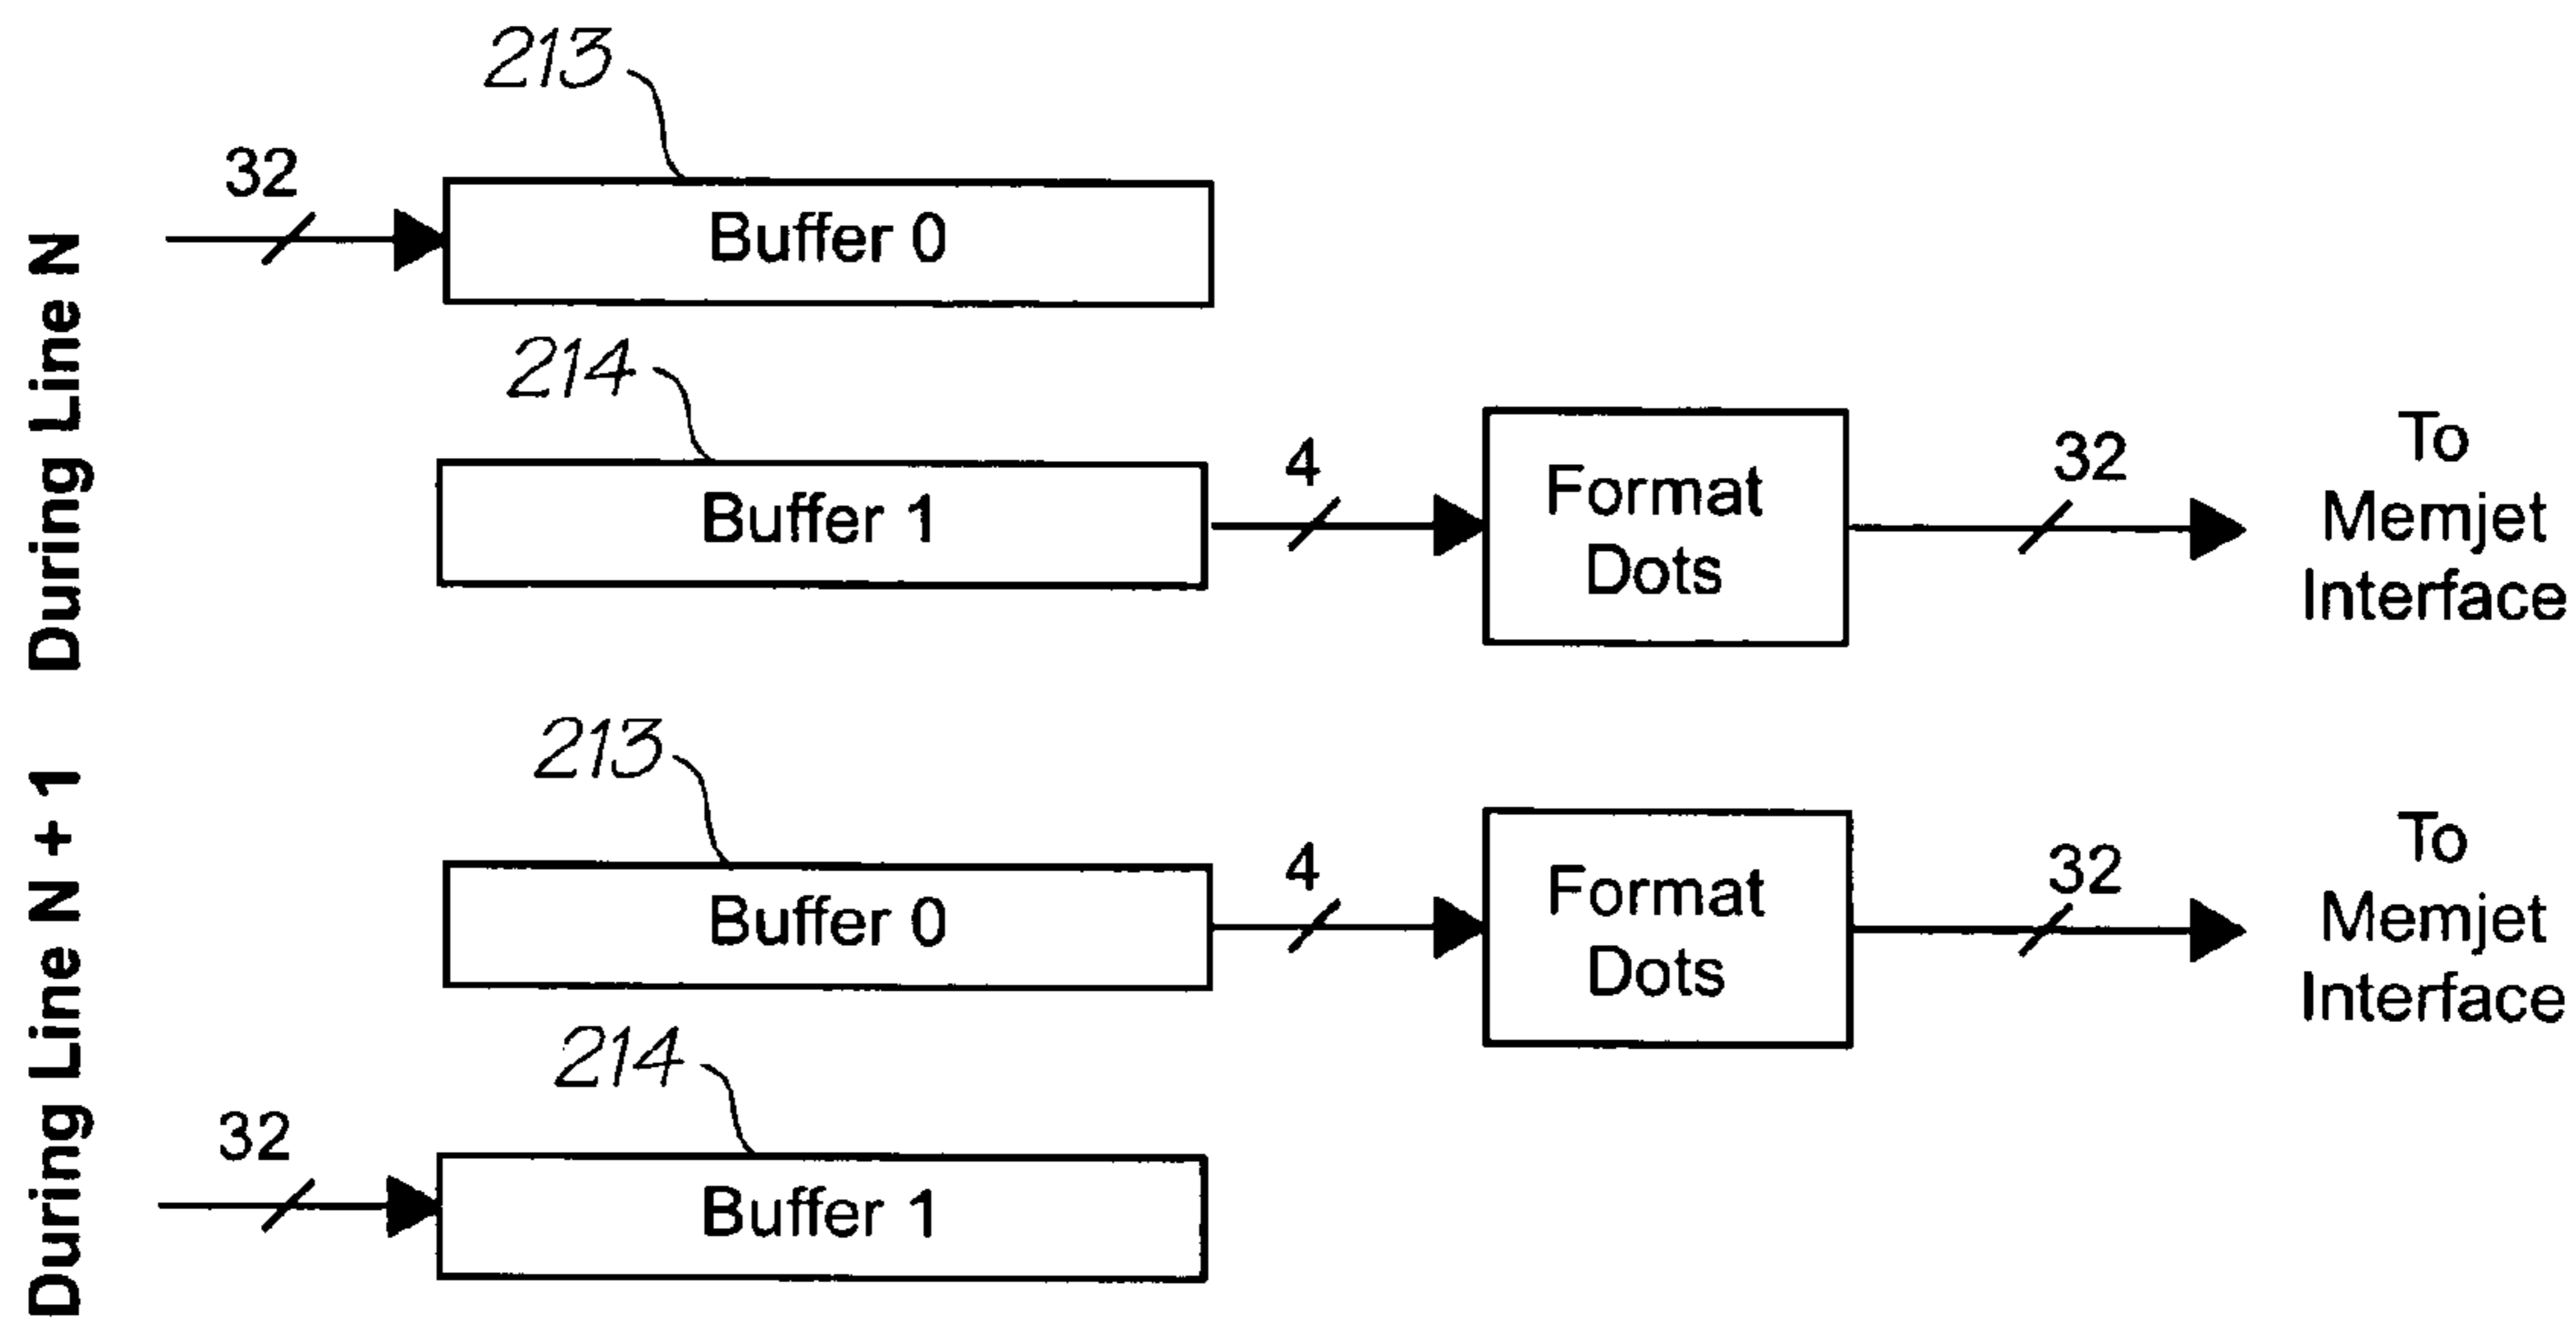 During Line N
213
32
Buffer 0
214
Buffer 1
4
Format
Dots
32
To
Memjet
Interface
During Line N + 1
213
Buffer 0
4
Format
Dots
32
To
Memjet
Interface
214
32
Buffer 1